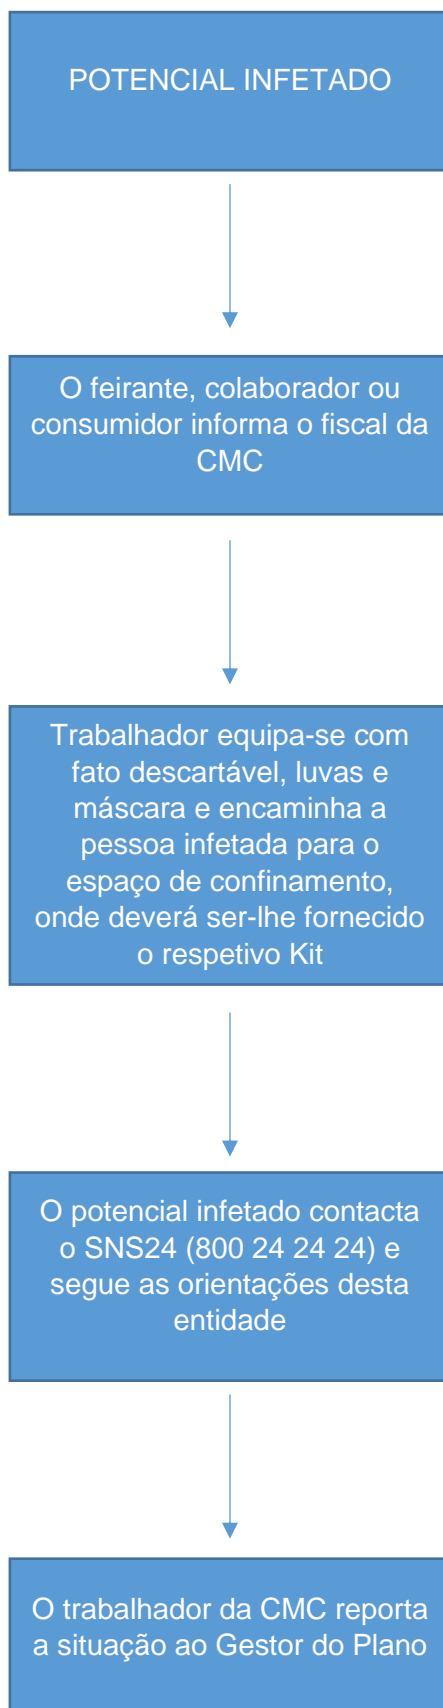 POTENCIAL INFETADO
O feirante, colaborador ou
consumidor informa o fiscal da
CMC
Trabalhador equipa-se com
fato descartável, luvas e
máscara e encaminha a
pessoa infetada para o
espaço de confinamento,
onde deverá ser-lhe fornecido
o respetivo Kit
O potencial infetado contacta
o SNS24 (800 24 24 24) e
segue as orientações desta
entidade
O trabalhador da CMC reporta
a situação ao Gestor do Plano